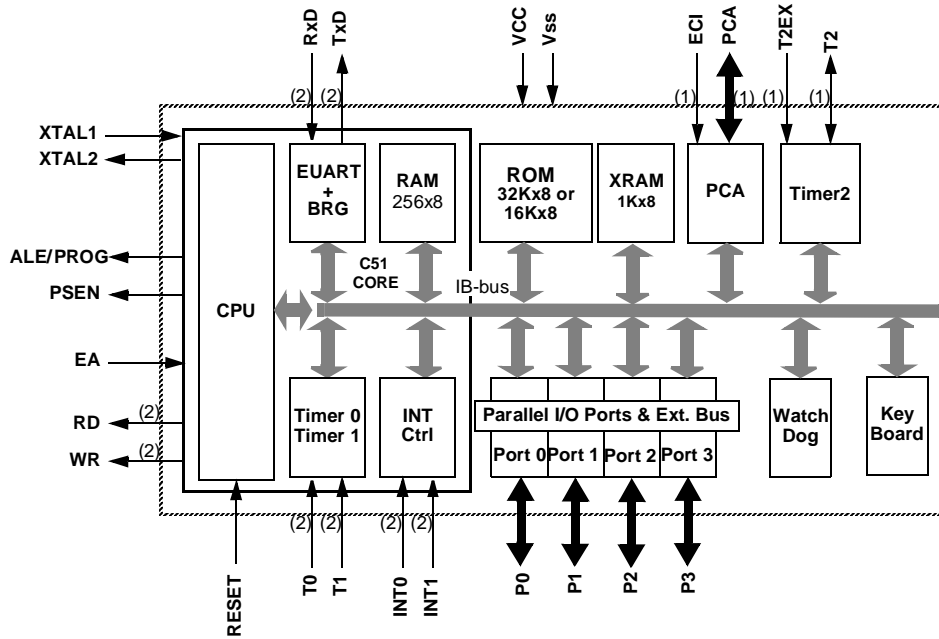 RxD
TxD
VCC
Vss
ECI
PCA
T2EX
T2
(2)
(2)
(1)
(1)
(1)
(1)
XTAL1
XTAL2
EUART
+
BRG
RAM
256x8
ROM
32Kx8 or
16Kx8
XRAM
1Kx8
PCA
Timer2
ALE/PROG
C51
CORE
IB-bus
PSEN
CPU
EA
RD
(2)
WR
(2)
Timer 0
Timer 1
INT
Ctrl
Parallel I/O Ports & Ext. Bus
Port 0
Port 1
Port 2
Port 3
Watch
Dog
Key
Board
(2)
(2)
(2)
(2)
RESET
T0
T1
INT0
INT1
P0
P1
P2
P3